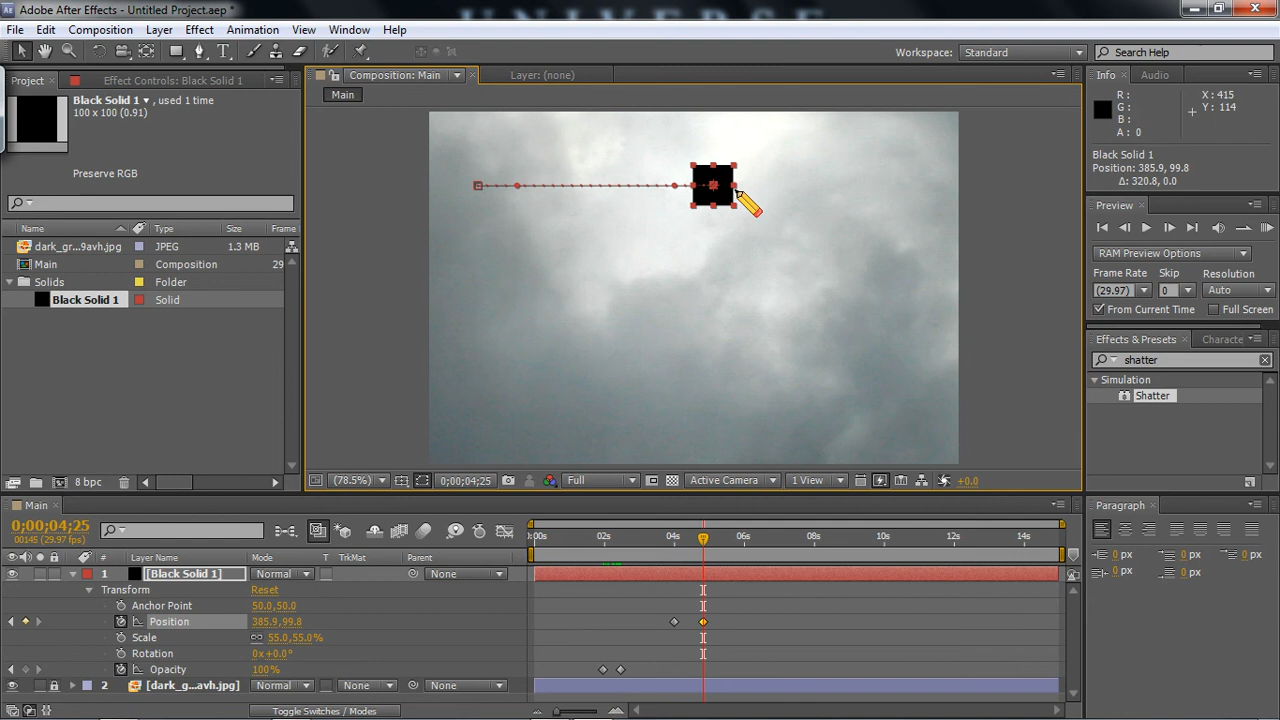 Adobe After Effects - Untitled Project.aep *
UNIVERSE
File Edit Composition Layer Effect Animation View Window Help
Workspace: Standard Search Help
Project Effect Controls: Black Solid 1
Composition: Main Layer: (none)
Info Audio
Main
Black Solid 1 , used 1 time
100 x 100 (0.91)
Preserve RGB
R :
G :
B :
A : 0
X : 415
Y : 114
Black Solid 1
Position: 385.9, 99.8
Δ: 320.8, 0.0
Name Type Size
dark_gr...9avh.jpg JPEG 1.3 MB
Main Composition 29
Solids Folder
Black Solid 1 Solid
Preview
RAM Preview Options
Frame Rate Skip Resolution
(29.97) 0 Auto
From Current Time Full Screen
Effects & Presets Characte
shatter
Simulation
Shatter
8 bpc
(78.5%) 0;00;04;25 Full Active Camera 1 View +0.0
Main
0;00;04;25
00145 (29.97 fps)
:00s 02s 04s 06s 08s 10s 12s 14s
# Layer Name Mode T TrkMat Parent
1 [Black Solid 1] Normal None
Transform Reset
Anchor Point 50.0,50.0
Position 385.9,99.8
Scale 55.0,55.0%
Rotation 0x+0.0°
Opacity 100%
2 [dark_g...avh.jpg] Normal None None
Toggle Switches / Modes
Paragraph
0 px 0 px 0 px
0 px 0 px